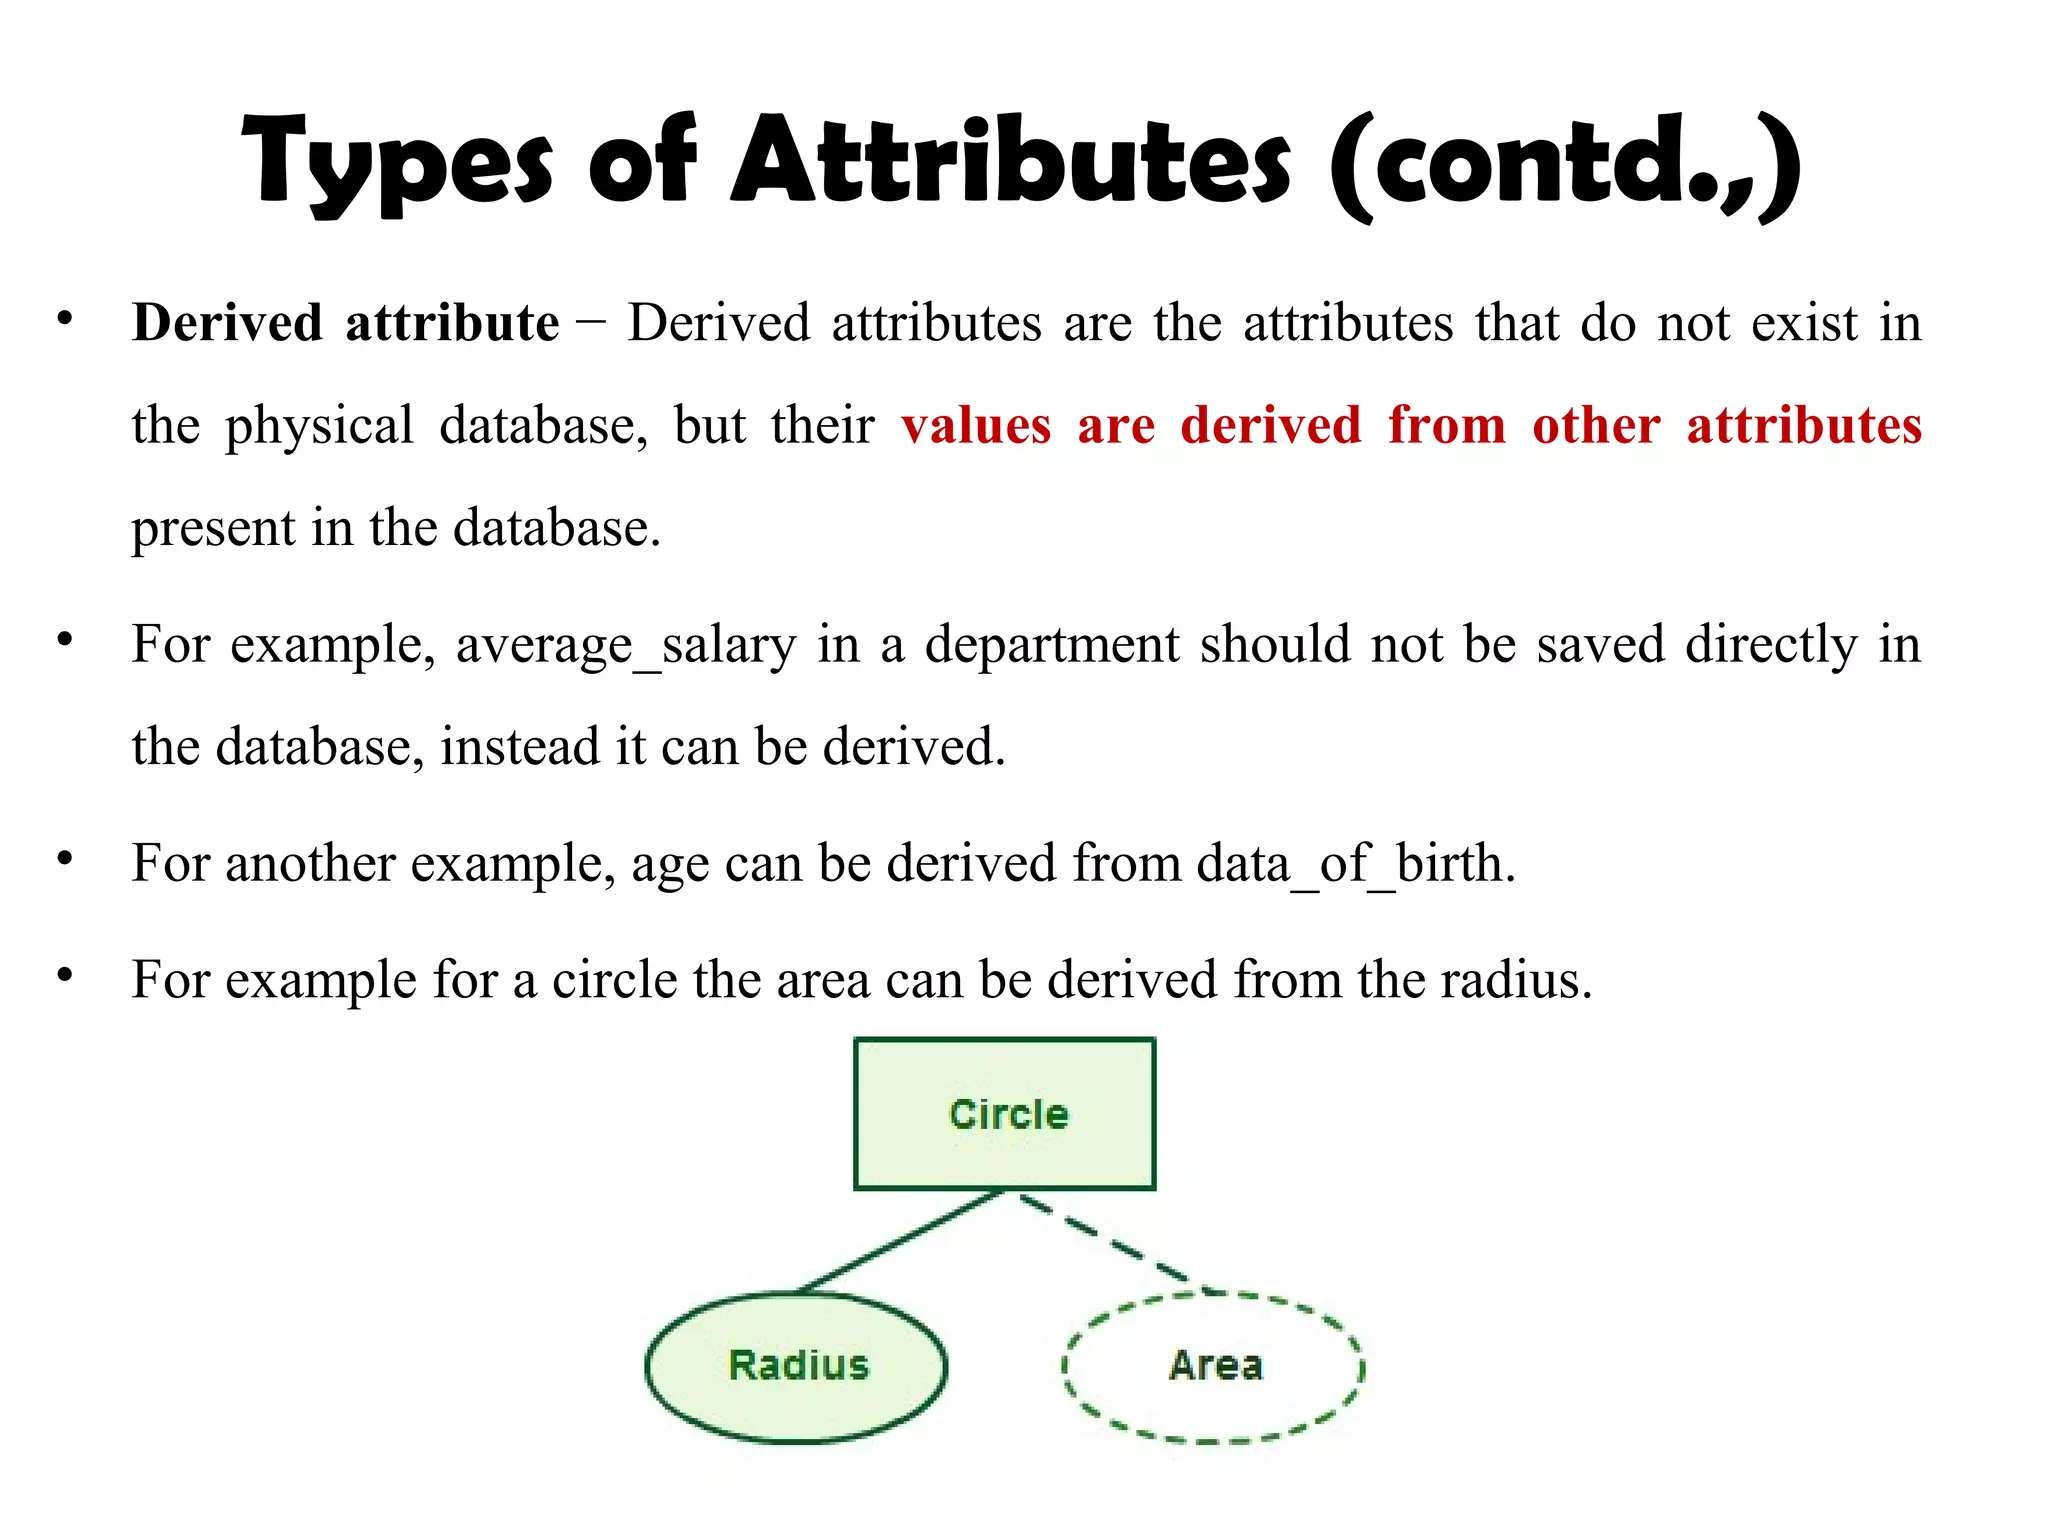 Types of Attributes (contd.,)
• Derived attribute – Derived attributes are the attributes that do not exist in
the physical database, but their values are derived from other attributes
present in the database.
• For example, average_salary in a department should not be saved directly in
the database, instead it can be derived.
• For another example, age can be derived from data_of_birth.
• For example for a circle the area can be derived from the radius.
Circle
Radius
Area